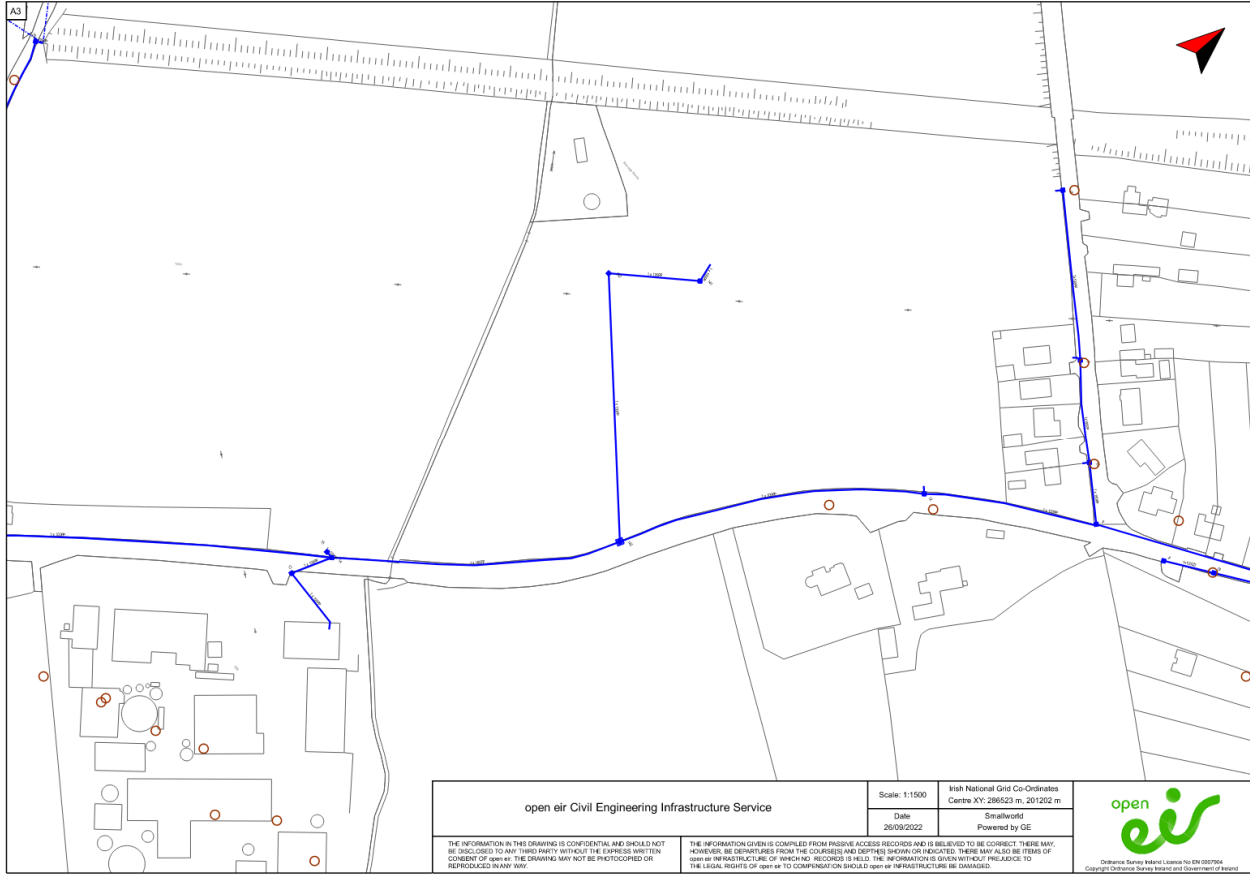 A3
open eir Civil Engineering Infrastructure Service
Scale: 1:1500
Irish National Grid Co-Ordinates
Centre XY: 286523 m, 201202 m
Date
26/09/2022
Smallworld
Powered by GE
THE INFORMATION IN THIS DRAWING IS CONFIDENTIAL AND SHOULD NOT
BE DISCLOSED TO ANY THIRD PARTY WITHOUT THE EXPRESS WRITTEN
CONSENT OF open eir. THE DRAWING MAY NOT BE PHOTOCOPIED OR
REPRODUCED IN ANY WAY.
THE INFORMATION GIVEN IS COMPILED FROM PASSIVE ACCESS RECORDS AND IS BELIEVED TO BE CORRECT. THERE MAY,
HOWEVER, BE DEPARTURES FROM THE COURSE[S] AND DEPTH[S] SHOWN OR INDICATED. THERE MAY ALSO BE ITEMS OF
open eir INFRASTRUCTURE OF WHICH NO RECORDS IS HELD. THE INFORMATION IS GIVEN WITHOUT PREJUDICE TO
THE LEGAL RIGHTS OF open eir TO COMPENSATION SHOULD open eir INFRASTRUCTURE BE DAMAGED.
open
eir
Ordnance Survey Ireland Licence No EN
Copyright Ordnance Survey Ireland and Government of Ireland